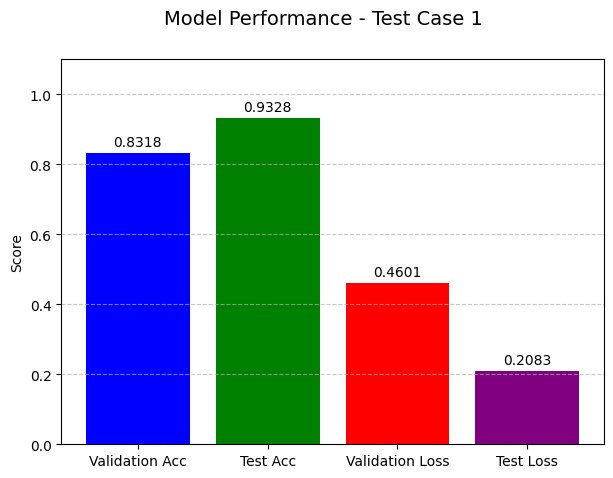 Model Performance - Test Case 1
Score
1.0
0.8
0.6
0.4
0.2
0.0
0.8318
0.9328
0.4601
0.2083
Validation Acc
Test Acc
Validation Loss
Test Loss